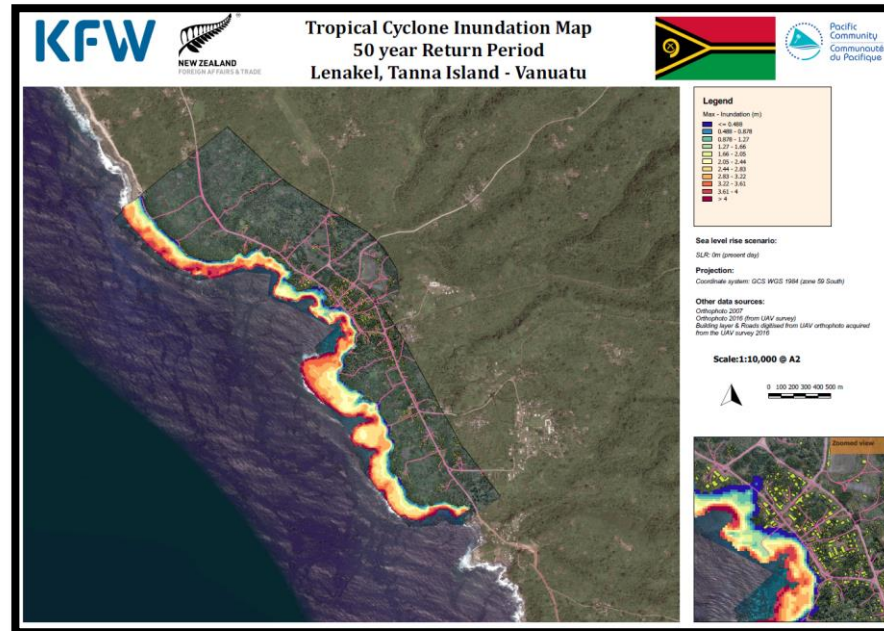 KFW
NEW ZEALAND
FOREIGN AFFAIRS & TRADE
Tropical Cyclone Inundation Map
50 year Return Period
Lenakel, Tanna Island - Vanuatu
Pacific
Community
Communauté
du Pacifique
Legend
Max - Inundation (m)
<= 0.488
0.488 - 0.878
0.878 - 1.27
1.27 - 1.66
1.66 - 2.05
2.05 - 2.44
2.44 - 2.83
2.83 - 3.22
3.22 - 3.61
3.61 - 4
> 4
Sea level rise scenario:
SLR: 0m (present day)
Projection:
Coordinate system: GCS WGS 1984 (zone 59 South)
Other data sources:
Orthophoto 2007
Orthophoto 2016 (from UAV survey)
Building layer & Roads digitised from UAV orthophoto acquired
from the UAV survey 2016
Scale:1:10,000 @ A2
0 100 200 300 400 500 m
Zoomed view